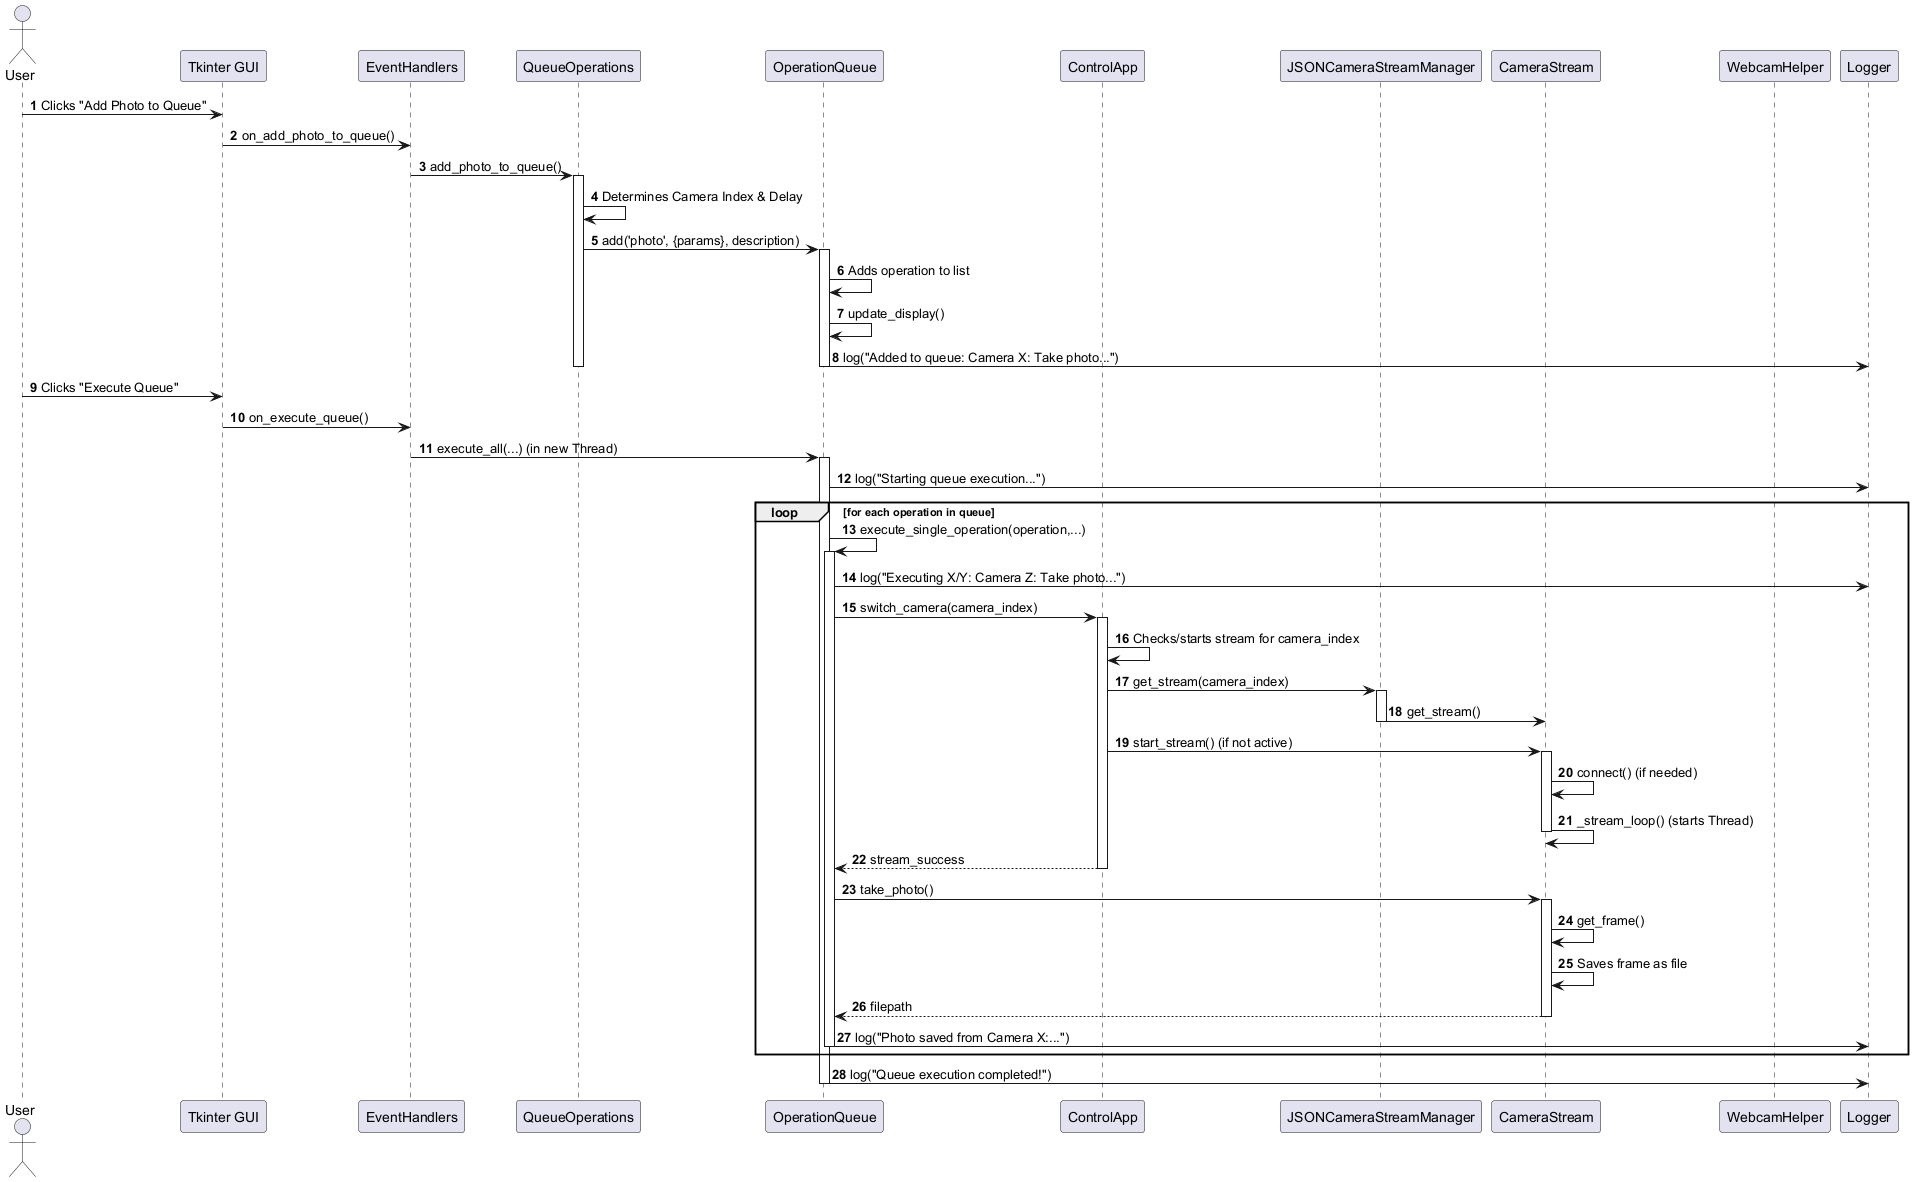 User
Tkinter GUI
EventHandlers
QueueOperations
OperationQueue
ControlApp
JSONCameraStreamManager
CameraStream
WebcamHelper
Logger
1 Clicks "Add Photo to Queue"
2 on_add_photo_to_queue()
3 add_photo_to_queue()
4 Determines Camera Index & Delay
5 add('photo', {params}, description)
6 Adds operation to list
7 update_display()
8 log("Added to queue: Camera X: Take photo...")
9 Clicks "Execute Queue"
10 on_execute_queue()
11 execute_all(...) (in new Thread)
12 log("Starting queue execution...")
loop [for each operation in queue]
13 execute_single_operation(operation,...)
14 log("Executing X/Y: Camera Z: Take photo...")
15 switch_camera(camera_index)
16 Checks/starts stream for camera_index
17 get_stream(camera_index)
18 get_stream()
19 start_stream() (if not active)
20 connect() (if needed)
21 _stream_loop() (starts Thread)
22 stream_success
23 take_photo()
24 get_frame()
25 Saves frame as file
26 filepath
27 log("Photo saved from Camera X:...")
28 log("Queue execution completed!")
User
Tkinter GUI
EventHandlers
QueueOperations
OperationQueue
ControlApp
JSONCameraStreamManager
CameraStream
WebcamHelper
Logger